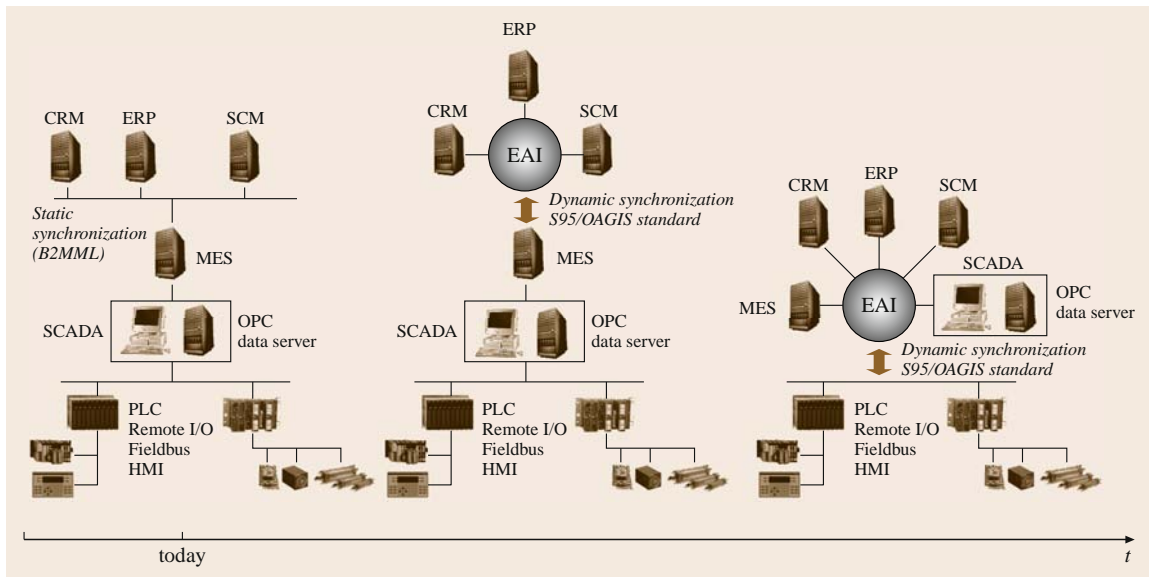 CRM
ERP
SCM
Static
synchronization
(B2MML)
MES
SCADA
OPC
data server
PLC
Remote I/O
Fieldbus
HMI
ERP
CRM
SCM
EAI
Dynamic synchronization
S95/OAGIS standard
MES
SCADA
OPC
data server
PLC
Remote I/O
Fieldbus
HMI
CRM
ERP
SCM
SCADA
MES
EAI
OPC
data server
Dynamic synchronization
S95/OAGIS standard
PLC
Remote I/O
Fieldbus
HMI
today
t